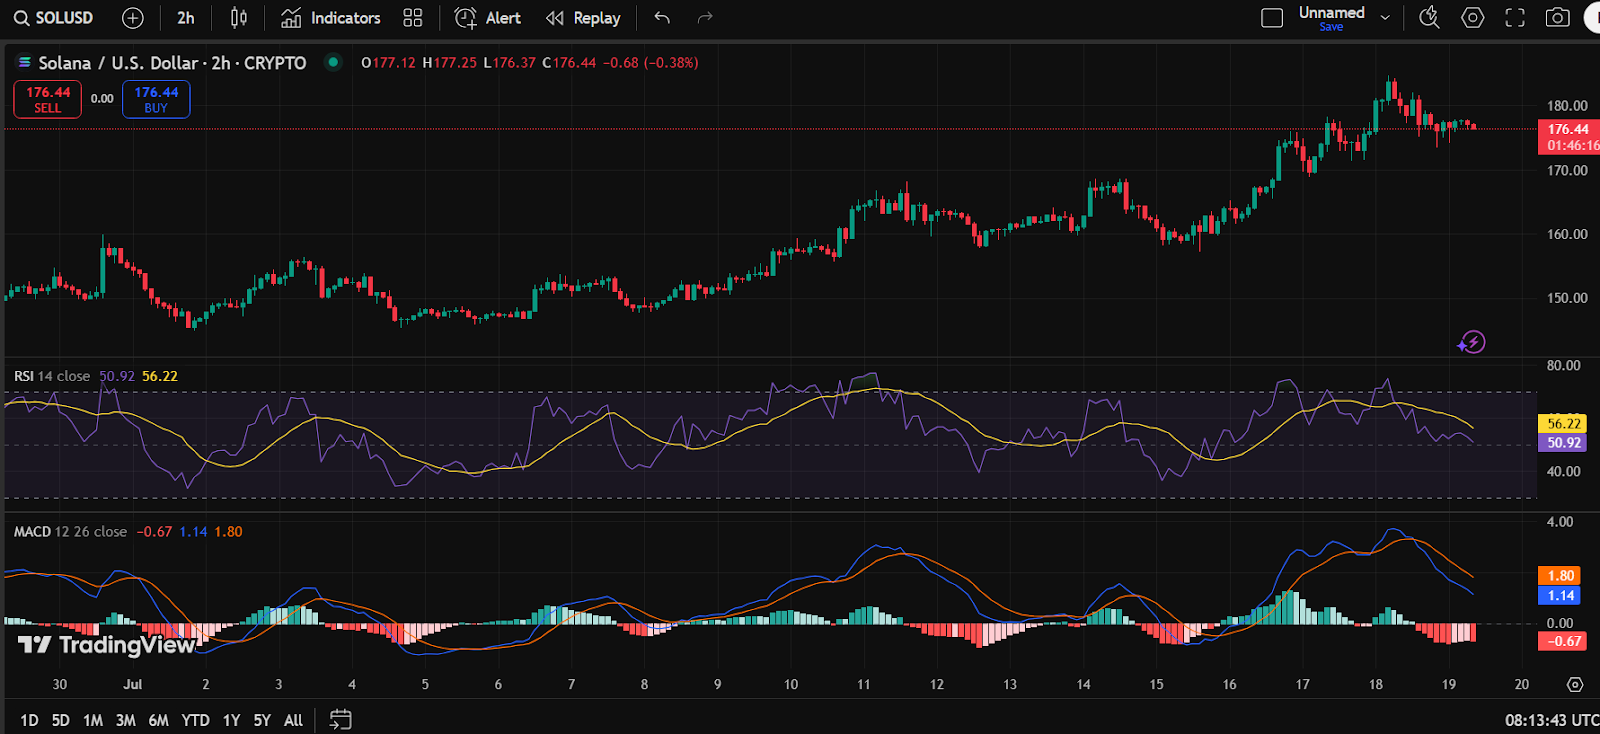 SOLUSD 2h Indicators Alert Replay Unnamed
Save
Solana / U.S. Dollar · 2h · CRYPTO O177.12 H177.25 L176.37 C176.44 −0.68 (−0.38%)
176.44 0.00 176.44
SELL BUY
180.00
176.44
01:46:16
170.00
160.00
150.00
80.00
RSI 14 close 50.92 56.22
56.22
50.92
40.00
4.00
MACD 12 26 close −0.67 1.14 1.80
1.80
1.14
0.00
−0.67
TradingView
30 Jul 2 3 4 5 6 7 8 9 10 11 12 13 14 15 16 17 18 19 20
1D 5D 1M 3M 6M YTD 1Y 5Y All 08:13:43 UTC